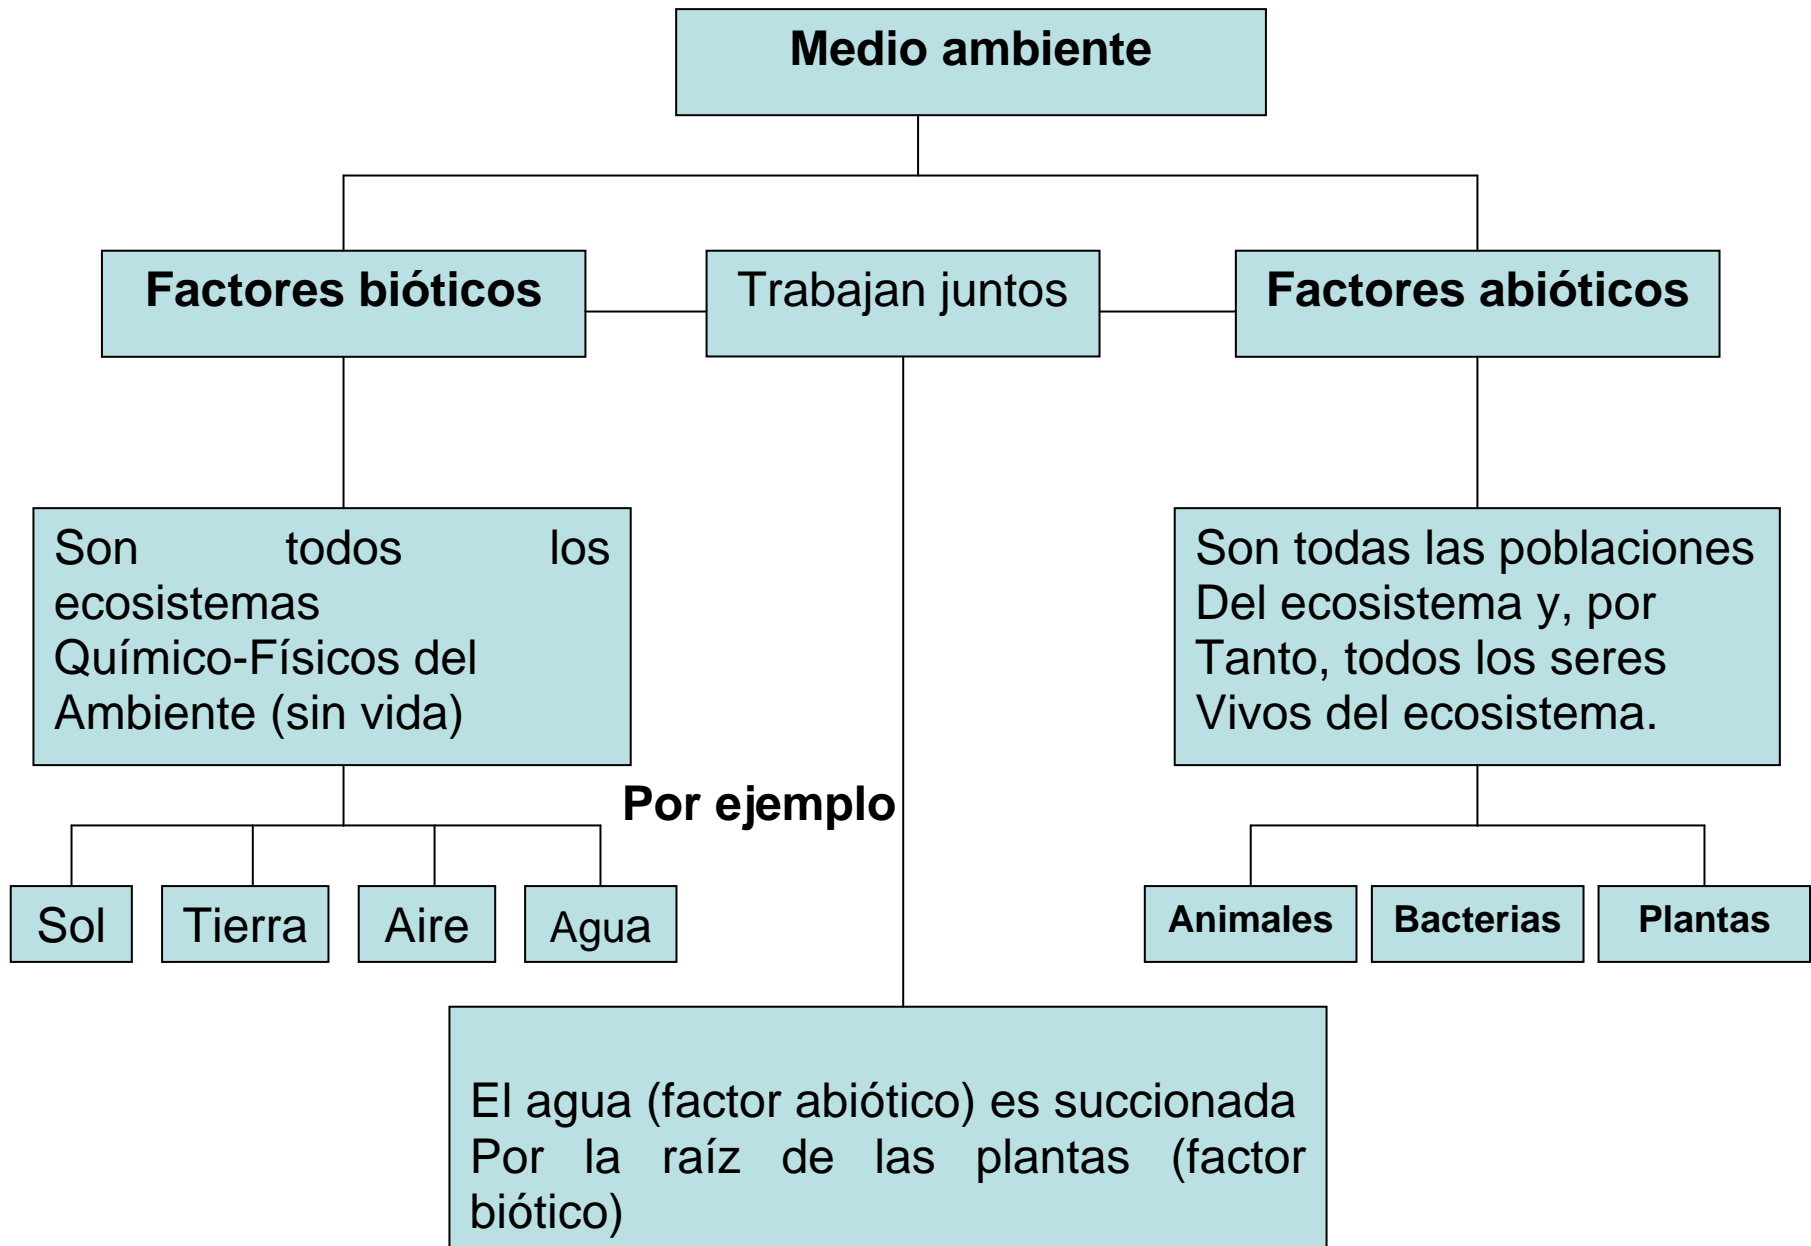 Medio ambiente
Factores bióticos
Trabajan juntos
Factores abióticos
Son todos los
ecosistemas
Químico-Físicos del
Ambiente (sin vida)
Son todas las poblaciones
Del ecosistema y, por
Tanto, todos los seres
Vivos del ecosistema.
Por ejemplo
Sol
Tierra
Aire
Agua
Animales
Bacterias
Plantas
El agua (factor abiótico) es succionada
Por la raíz de las plantas (factor
biótico)